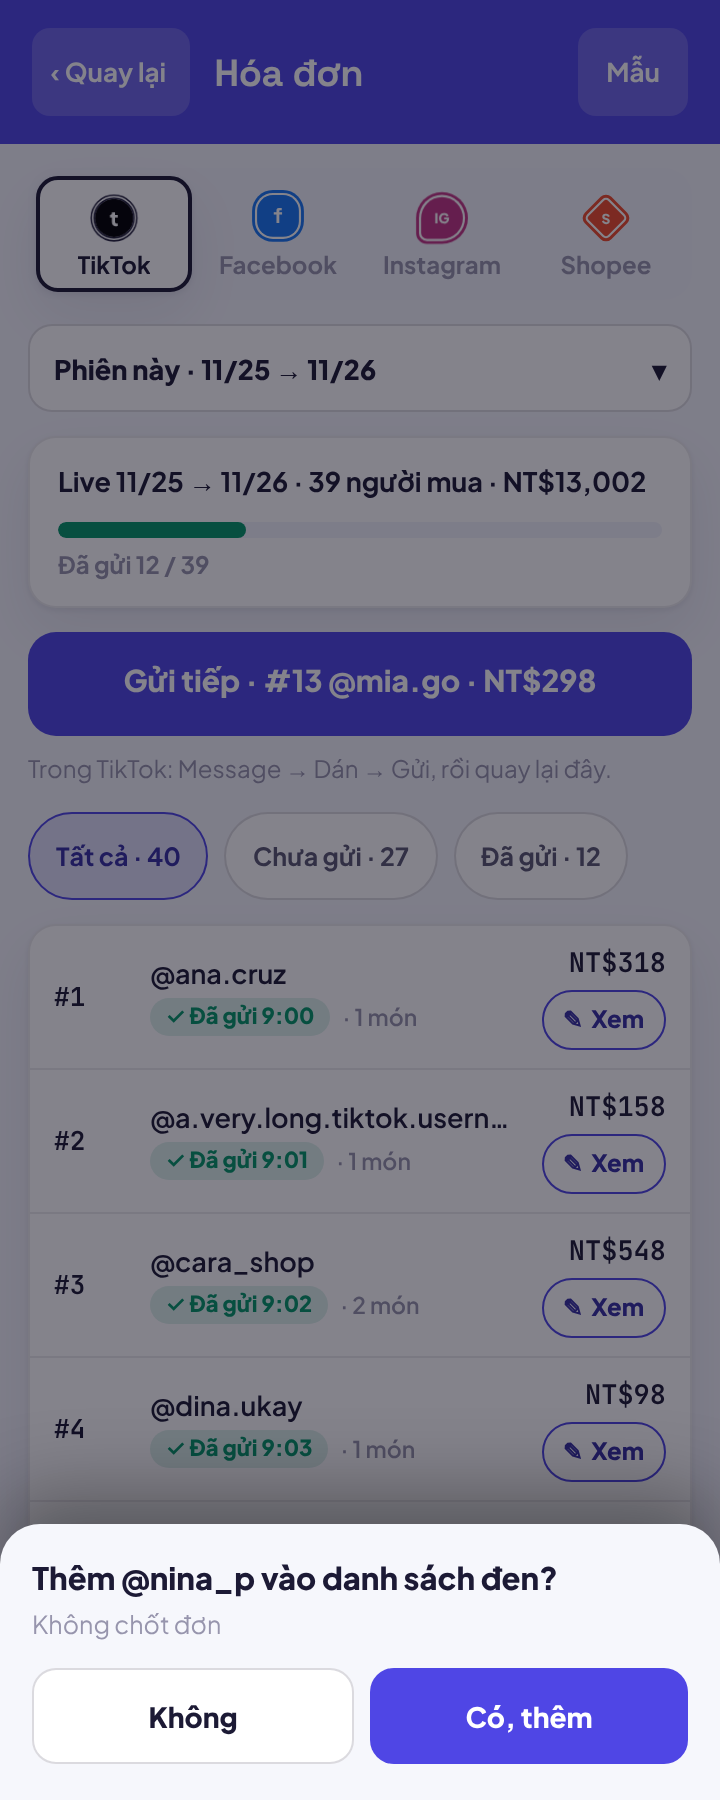 ‹ Quay lại
Hóa đơn
Mẫu
t
f
IG
S
TikTok
Facebook
Instagram
Shopee
Phiên này · 11/25 → 11/26 ▾
Live 11/25 → 11/26 · 39 người mua · NT$13,002
Đã gửi 12 / 39
Gửi tiếp · #13 @mia.go · NT$298
Trong TikTok: Message → Dán → Gửi, rồi quay lại đây.
Tất cả · 40
Chưa gửi · 27
Đã gửi · 12
#1
@ana.cruz
✓ Đã gửi 9:00 · 1 món
NT$318
✎ Xem
#2
@a.very.long.tiktok.usern...
✓ Đã gửi 9:01 · 1 món
NT$158
✎ Xem
#3
@cara_shop
✓ Đã gửi 9:02 · 2 món
NT$548
✎ Xem
#4
@dina.ukay
✓ Đã gửi 9:03 · 1 món
NT$98
✎ Xem
Thêm @nina_p vào danh sách đen?
Không chốt đơn
Không
Có, thêm